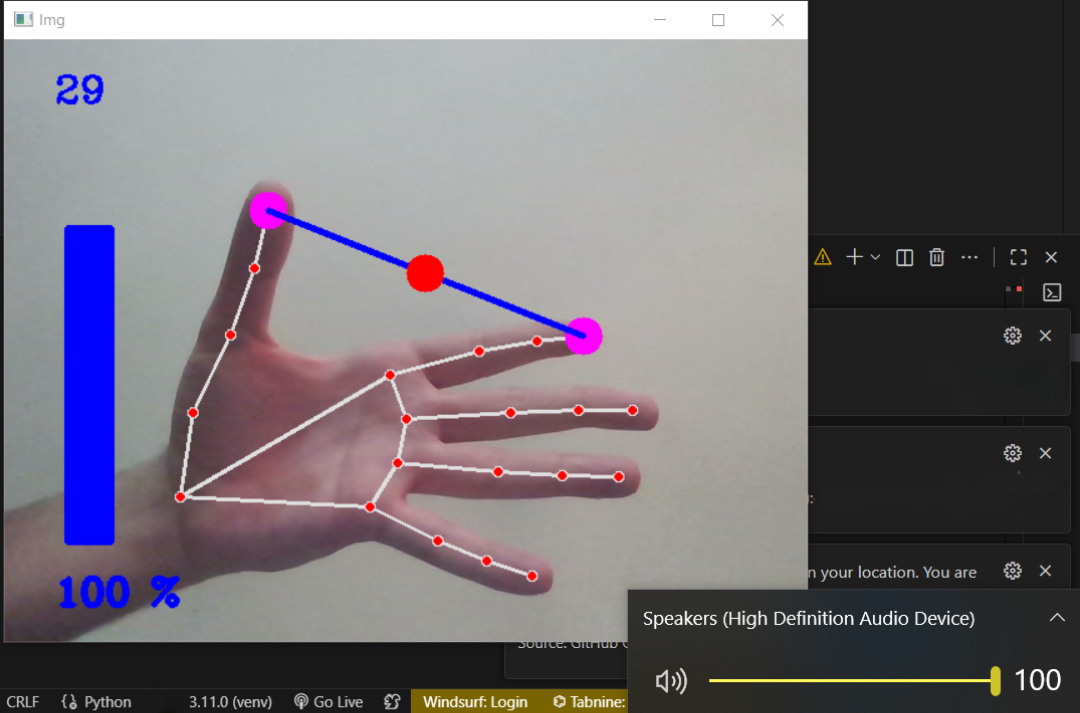 Img
29
100 %
:
n your location. You are
Source: GitHub
Speakers (High Definition Audio Device)
100
CRLF Python 3.11.0 (venv) Go Live Windsurf: Login Tabnine: